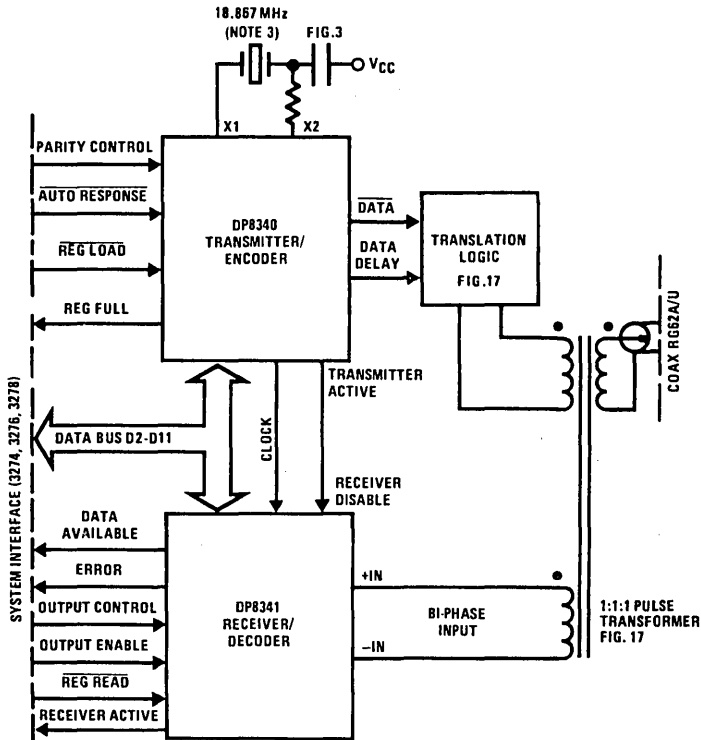 18.867 MHz
(NOTE 3)
FIG.3
VCC
X1
X2
PARITY CONTROL
AUTO RESPONSE
REG LOAD
REG FULL
DP8340
TRANSMITTER/
ENCODER
DATA
DATA
DELAY
TRANSLATION
LOGIC
FIG.17
COAX RG62A/U
TRANSMITTER
ACTIVE
DATA BUS D2-D11
CLOCK
RECEIVER
DISABLE
SYSTEM INTERFACE (3274, 3276, 3278)
DATA
AVAILABLE
ERROR
OUTPUT CONTROL
OUTPUT ENABLE
REG READ
RECEIVER ACTIVE
DP8341
RECEIVER/
DECODER
+IN
BI-PHASE
INPUT
–IN
1:1:1 PULSE
TRANSFORMER
FIG. 17